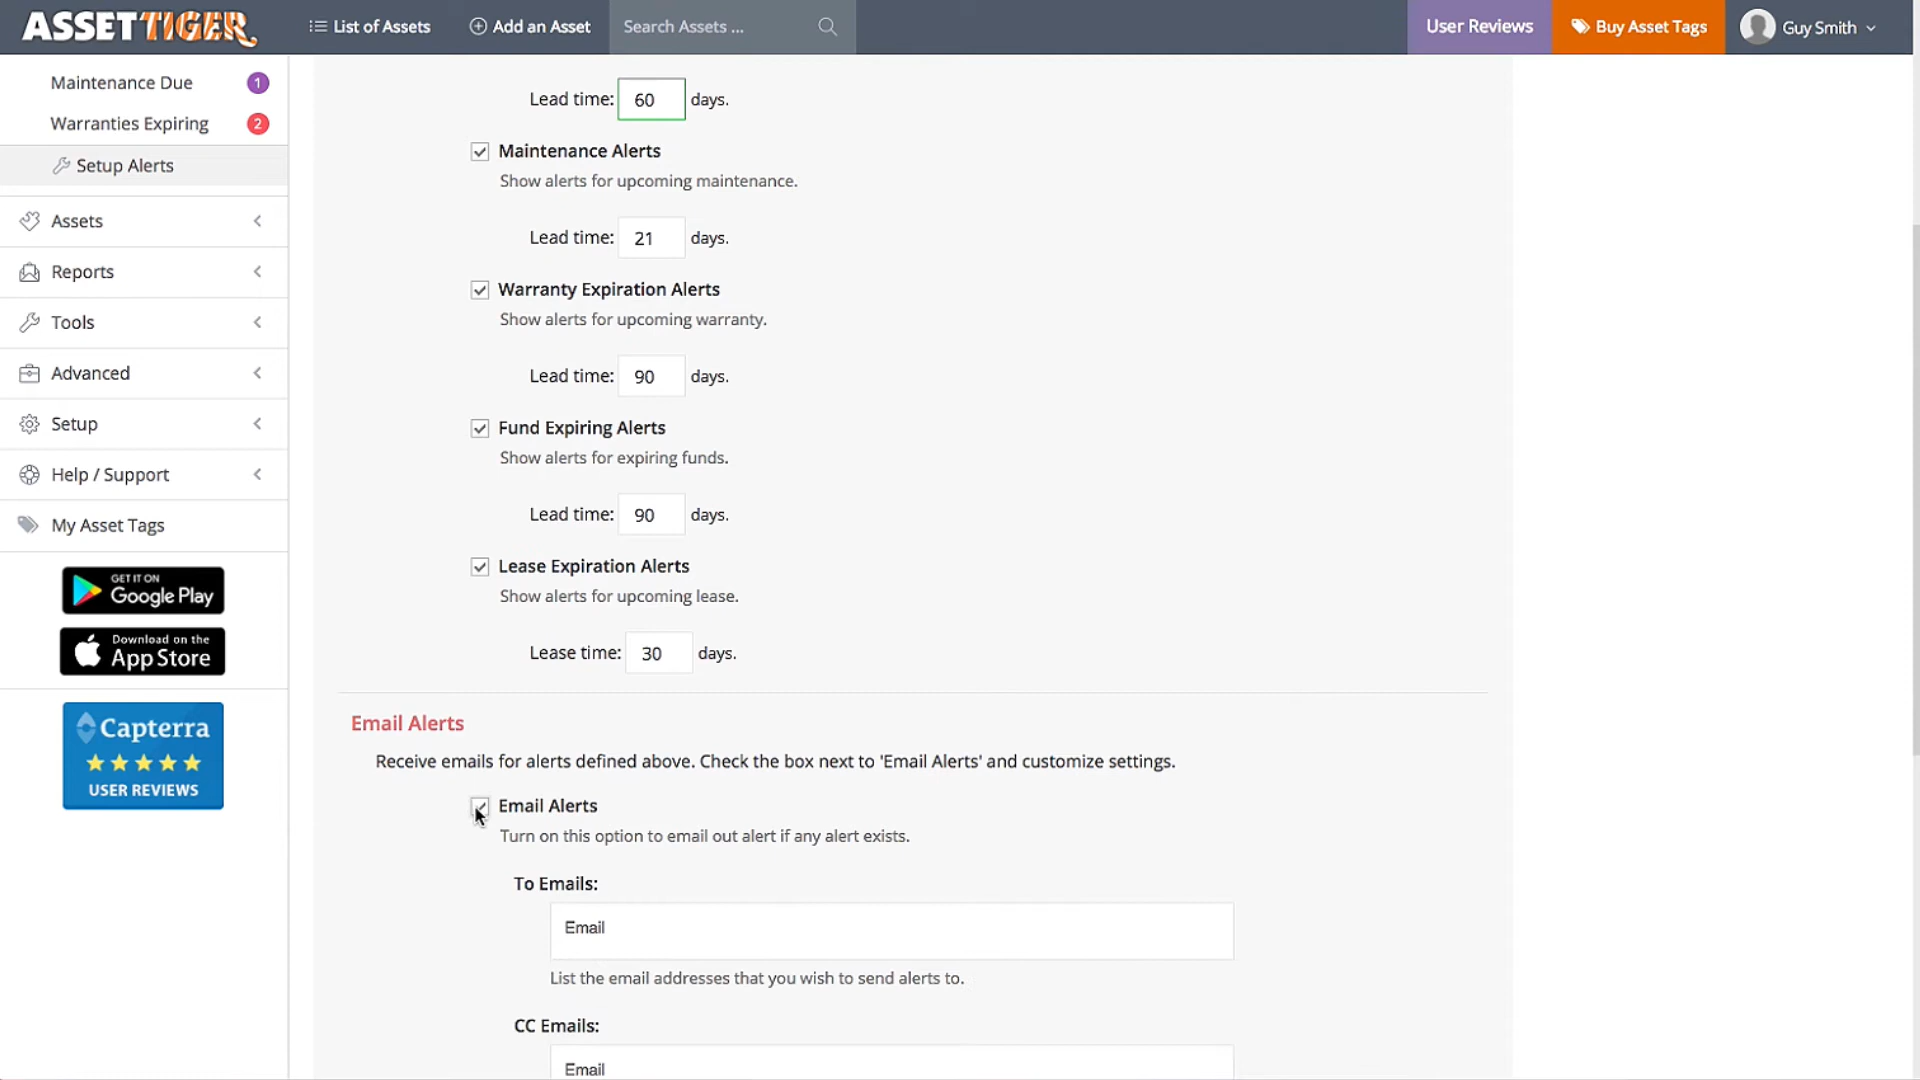 ASSETTIGER.
List of Assets
Add an Asset
Search Assets ...
User Reviews
Buy Asset Tags
Guy Smith
Maintenance Due 1
Warranties Expiring 2
Setup Alerts
Assets
Reports
Tools
Advanced
Setup
Help / Support
My Asset Tags
GET IT ON
Google Play
Download on the
App Store
Capterra
USER REVIEWS
Lead time: 60 days.
Maintenance Alerts
Show alerts for upcoming maintenance.
Lead time: 21 days.
Warranty Expiration Alerts
Show alerts for upcoming warranty.
Lead time: 90 days.
Fund Expiring Alerts
Show alerts for expiring funds.
Lead time: 90 days.
Lease Expiration Alerts
Show alerts for upcoming lease.
Lease time: 30 days.
Email Alerts
Receive emails for alerts defined above. Check the box next to 'Email Alerts' and customize settings.
Email Alerts
Turn on this option to email out alert if any alert exists.
To Emails:
Email
List the email addresses that you wish to send alerts to.
CC Emails:
Email